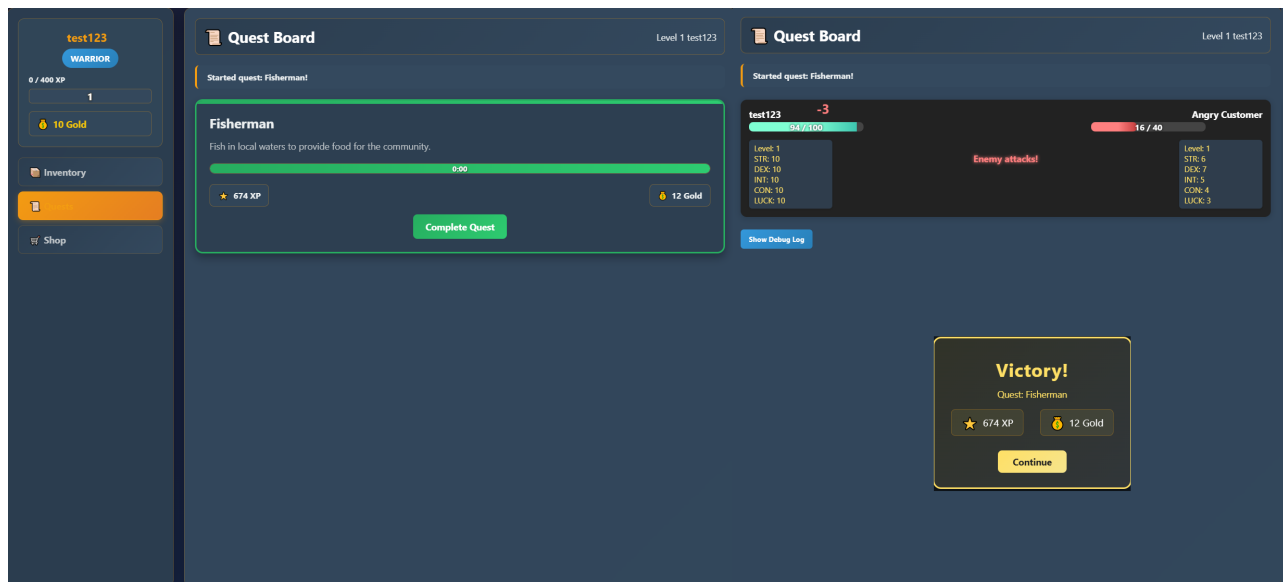 test123
WARRIOR
0 / 400 XP
1
10 Gold
Inventory
Shop
Quest Board
Level 1 test123
Started quest: Fisherman!
Fisherman
Fish in local waters to provide food for the community.
0:00
674 XP
12 Gold
Complete Quest
Quest Board
Level 1 test123
Started quest: Fisherman!
test123
-3
Angry Customer
94 / 100
16 / 40
Level: 1
STR: 10
DEX: 10
INT: 10
CON: 10
LUCK: 10
Enemy attacks!
Level: 1
STR: 6
DEX: 7
INT: 5
CON: 4
LUCK: 3
Show Debug Log
Victory!
Quest: Fisherman
674 XP
12 Gold
Continue